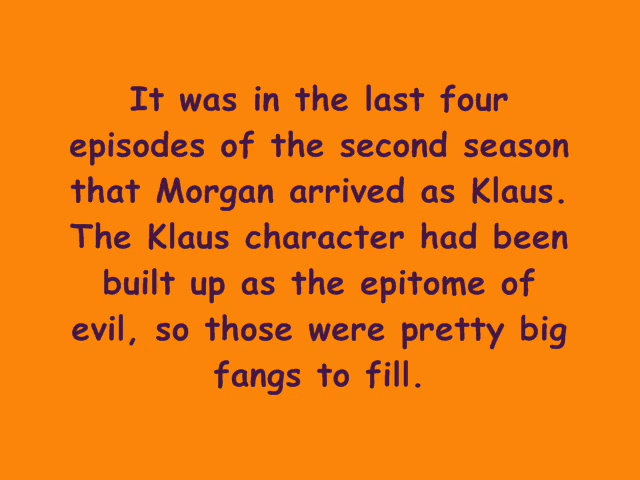 It was in the last four
episodes of the second season
that Morgan arrived as Klaus.
The Klaus character had been
built up as the epitome of
evil, so those were pretty big
fangs to fill.